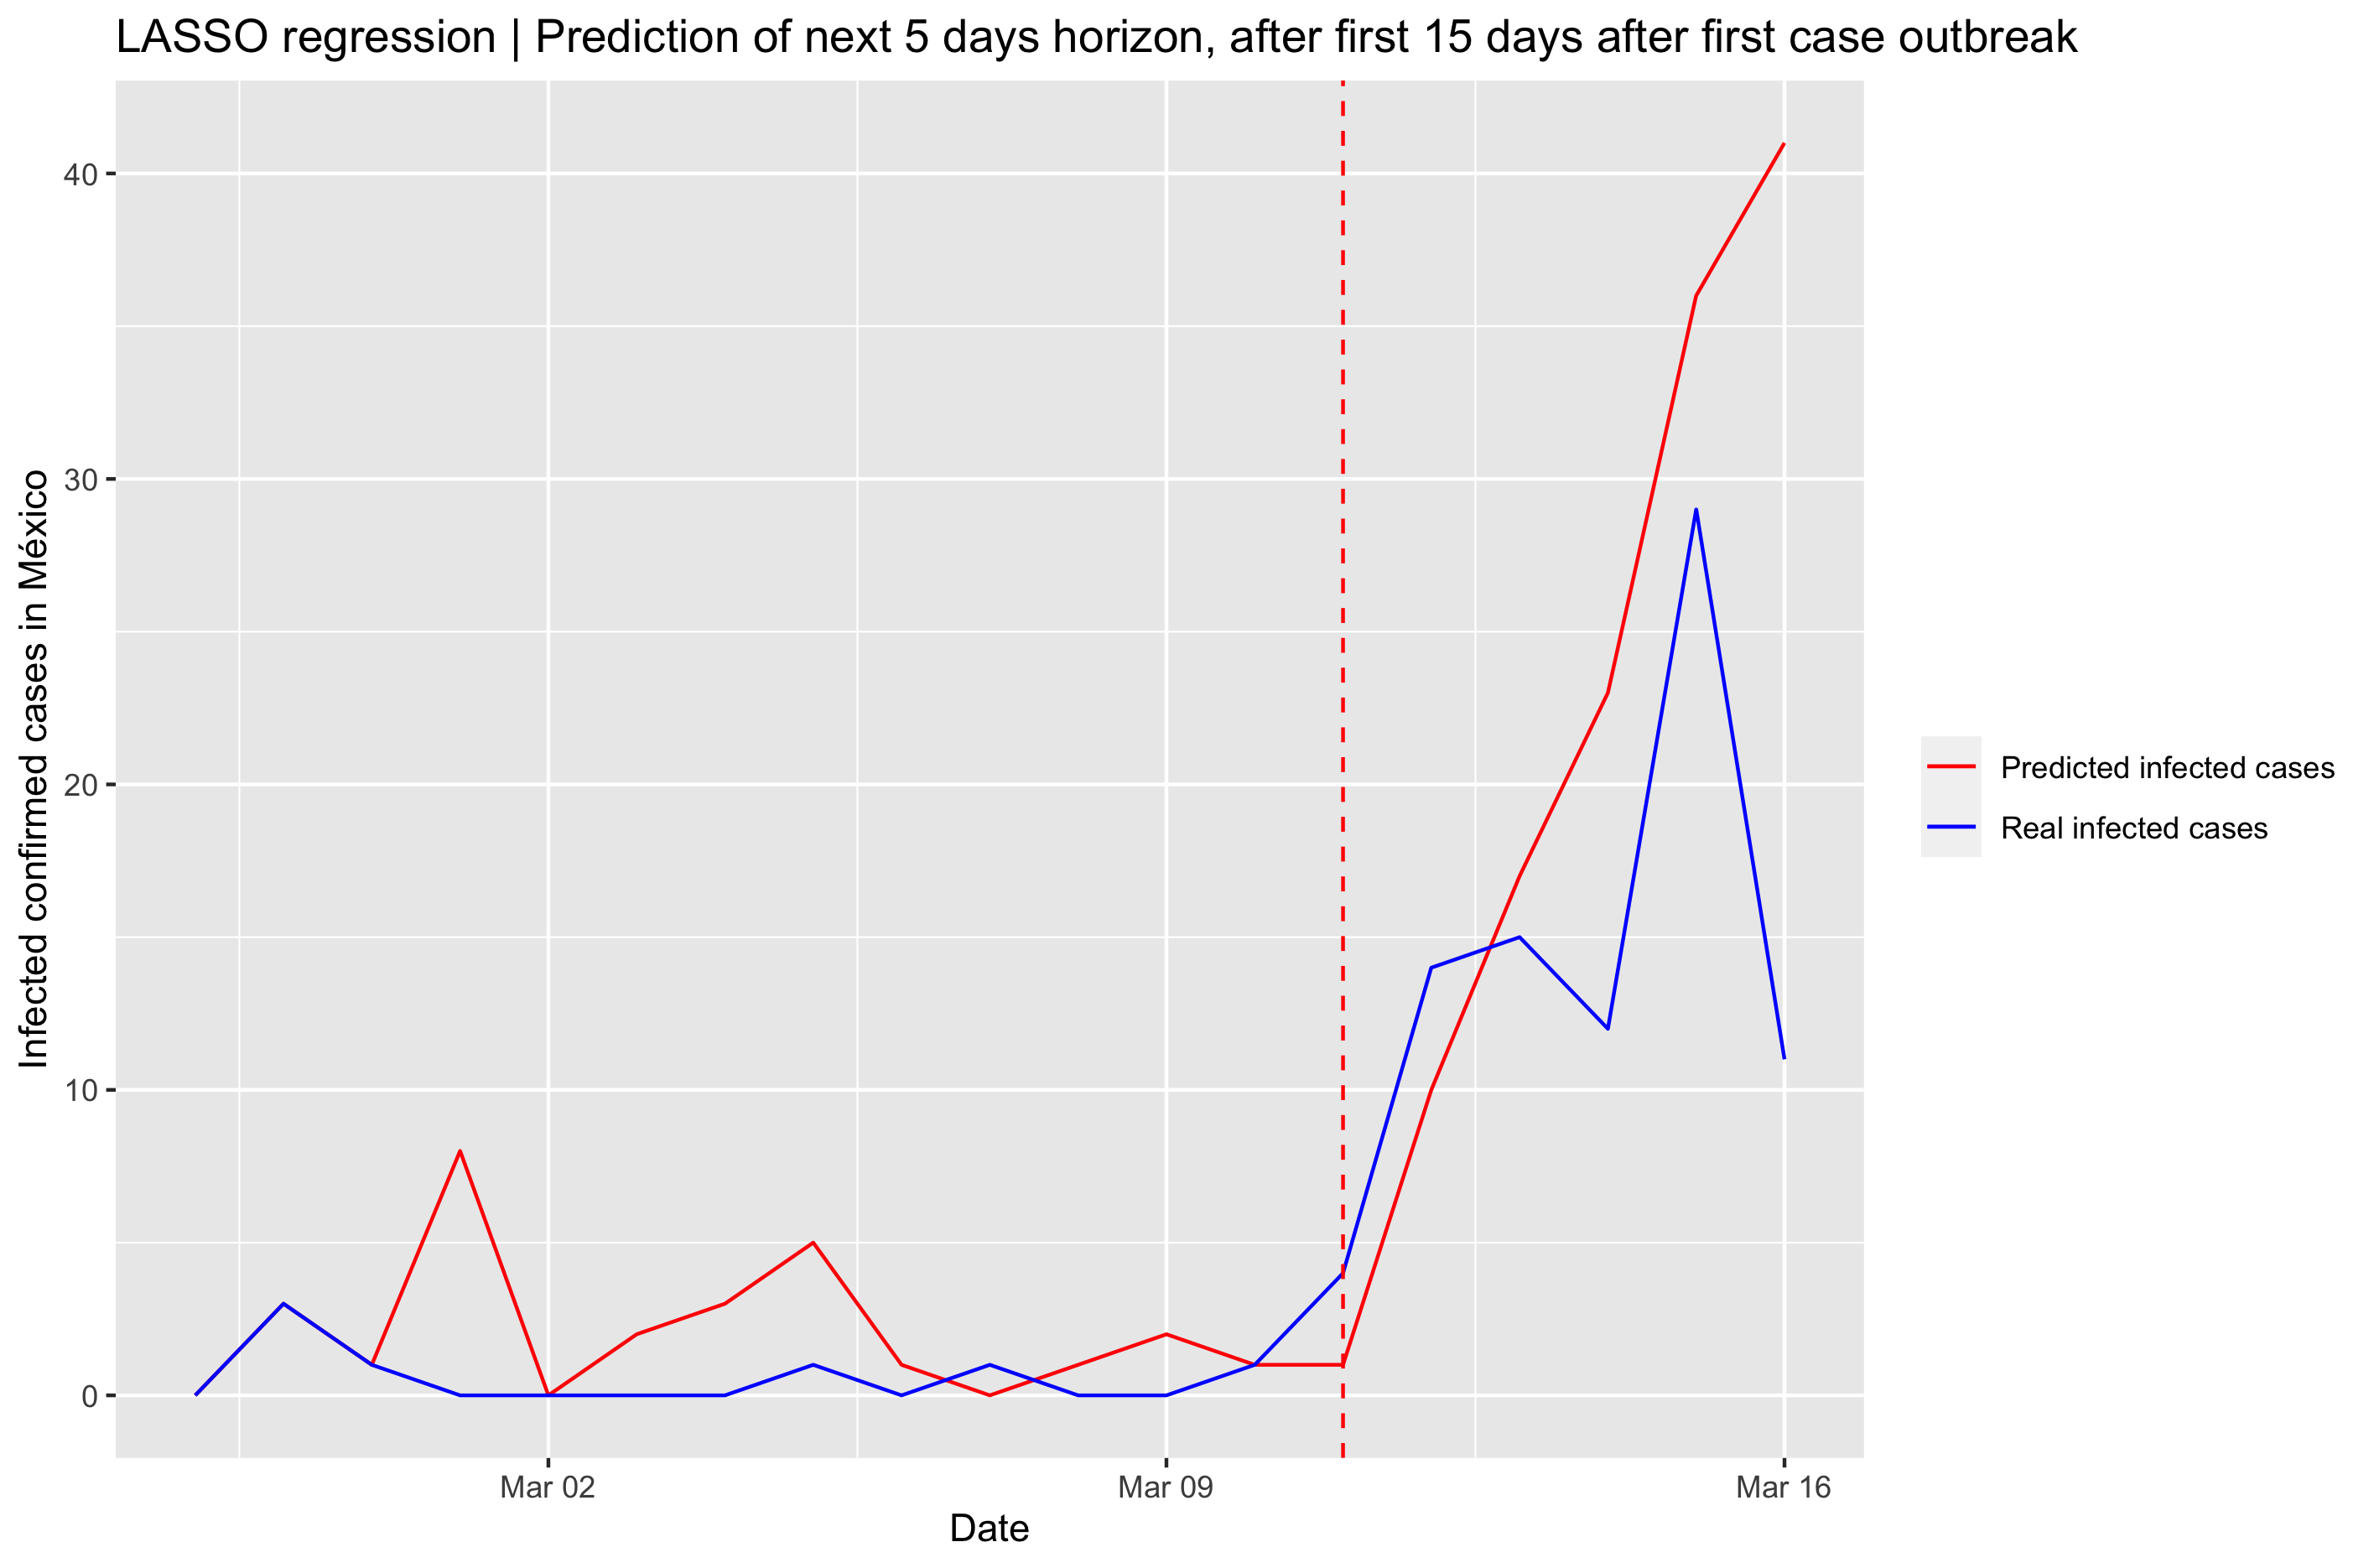 LASSO regression | Prediction of next 5 days horizon, after first 15 days after first case outbreak
Infected confirmed cases in México
40
30
20
10
0
Mar 02
Mar 09
Mar 16
Date
Predicted infected cases
Real infected cases